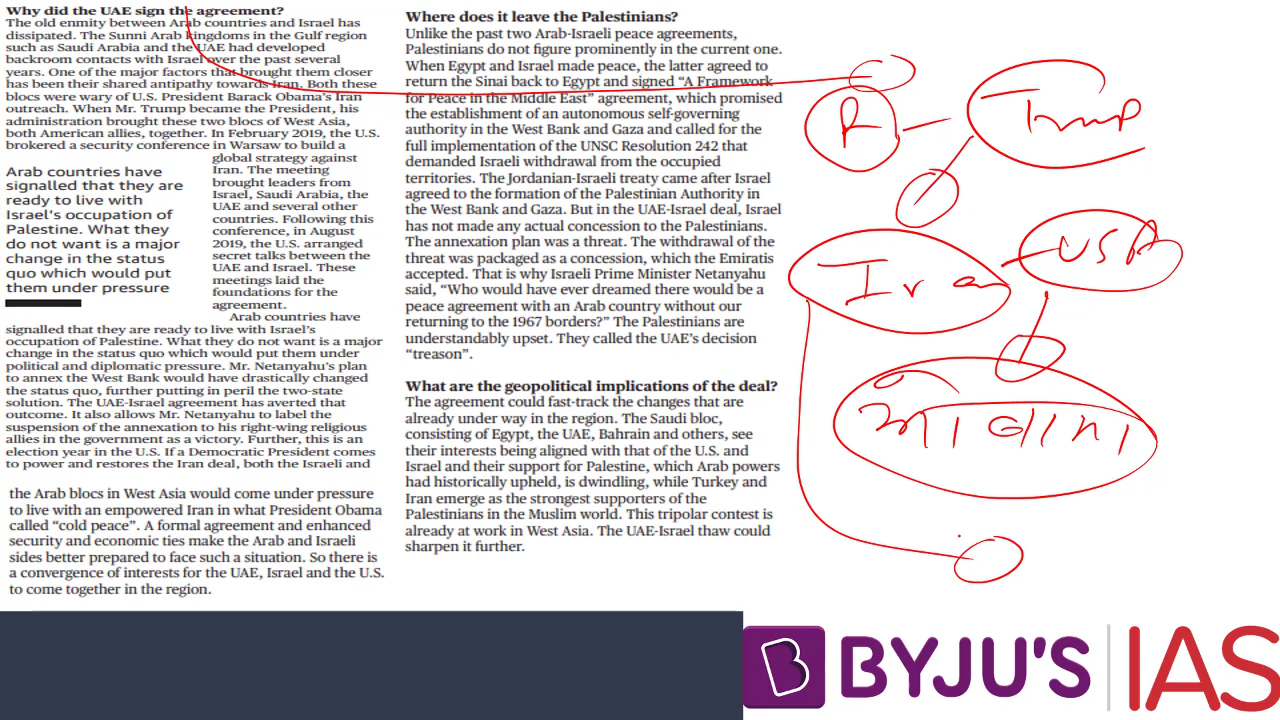 Why did the UAE sign the agreement?
The old enmity between Arab countries and Israel has
dissipated. The Sunni Arab kingdoms in the Gulf region
such as Saudi Arabia and the UAE had developed
backroom contacts with Israel over the past several
years. One of the major factors that brought them closer
has been their shared antipathy towards Iran. Both these
blocs were wary of U.S. President Barack Obama's Iran
outreach. When Mr. Trump became the President, his
administration brought these two blocs of West Asia,
both American allies, together. In February 2019, the U.S.
brokered a security conference in Warsaw to build a
global strategy against
Iran. The meeting
brought leaders from
Israel, Saudi Arabia, the
UAE and several other
countries. Following this
conference, in August
2019, the U.S. arranged
secret talks between the
UAE and Israel. These
meetings laid the
foundations for the
agreement.
Arab countries have
Arab countries have
signalled that they are
ready to live with
Israel's occupation of
Palestine. What they
do not want is a major
change in the status
quo which would put
them under pressure
signalled that they are ready to live with Israel's
occupation of Palestine. What they do not want is a major
change in the status quo which would put them under
political and diplomatic pressure. Mr. Netanyahu's plan
to annex the West Bank would have drastically changed
the status quo, further putting in peril the two-state
solution. The UAE-Israel agreement has averted that
outcome. It also allows Mr. Netanyahu to label the
suspension of the annexation to his right-wing religious
allies in the government as a victory. Further, this is an
election year in the U.S. If a Democratic President comes
to power and restores the Iran deal, both the Israeli and
the Arab blocs in West Asia would come under pressure
to live with an empowered Iran in what President Obama
called “cold peace”. A formal agreement and enhanced
security and economic ties make the Arab and Israeli
sides better prepared to face such a situation. So there is
a convergence of interests for the UAE, Israel and the U.S.
to come together in the region.
Where does it leave the Palestinians?
Unlike the past two Arab-Israeli peace agreements,
Palestinians do not figure prominently in the current one.
When Egypt and Israel made peace, the latter agreed to
return the Sinai back to Egypt and signed “A Framework
for Peace in the Middle East” agreement, which promised
the establishment of an autonomous self-governing
authority in the West Bank and Gaza and called for the
full implementation of the UNSC Resolution 242 that
demanded Israeli withdrawal from the occupied
territories. The Jordanian-Israeli treaty came after Israel
agreed to the formation of the Palestinian Authority in
the West Bank and Gaza. But in the UAE-Israel deal, Israel
has not made any actual concession to the Palestinians.
The annexation plan was a threat. The withdrawal of the
threat was packaged as a concession, which the Emiratis
accepted. That is why Israeli Prime Minister Netanyahu
said, “Who would have ever dreamed there would be a
peace agreement with an Arab country without our
returning to the 1967 borders?” The Palestinians are
understandably upset. They called the UAE's decision
“treason”.
What are the geopolitical implications of the deal?
The agreement could fast-track the changes that are
already under way in the region. The Saudi bloc,
consisting of Egypt, the UAE, Bahrain and others, see
their interests being aligned with that of the U.S. and
Israel and their support for Palestine, which Arab powers
had historically upheld, is dwindling, while Turkey and
Iran emerge as the strongest supporters of the
Palestinians in the Muslim world. This tripolar contest is
already at work in West Asia. The UAE-Israel thaw could
sharpen it further.
R Trump
Iran USA
BYJU'S IAS